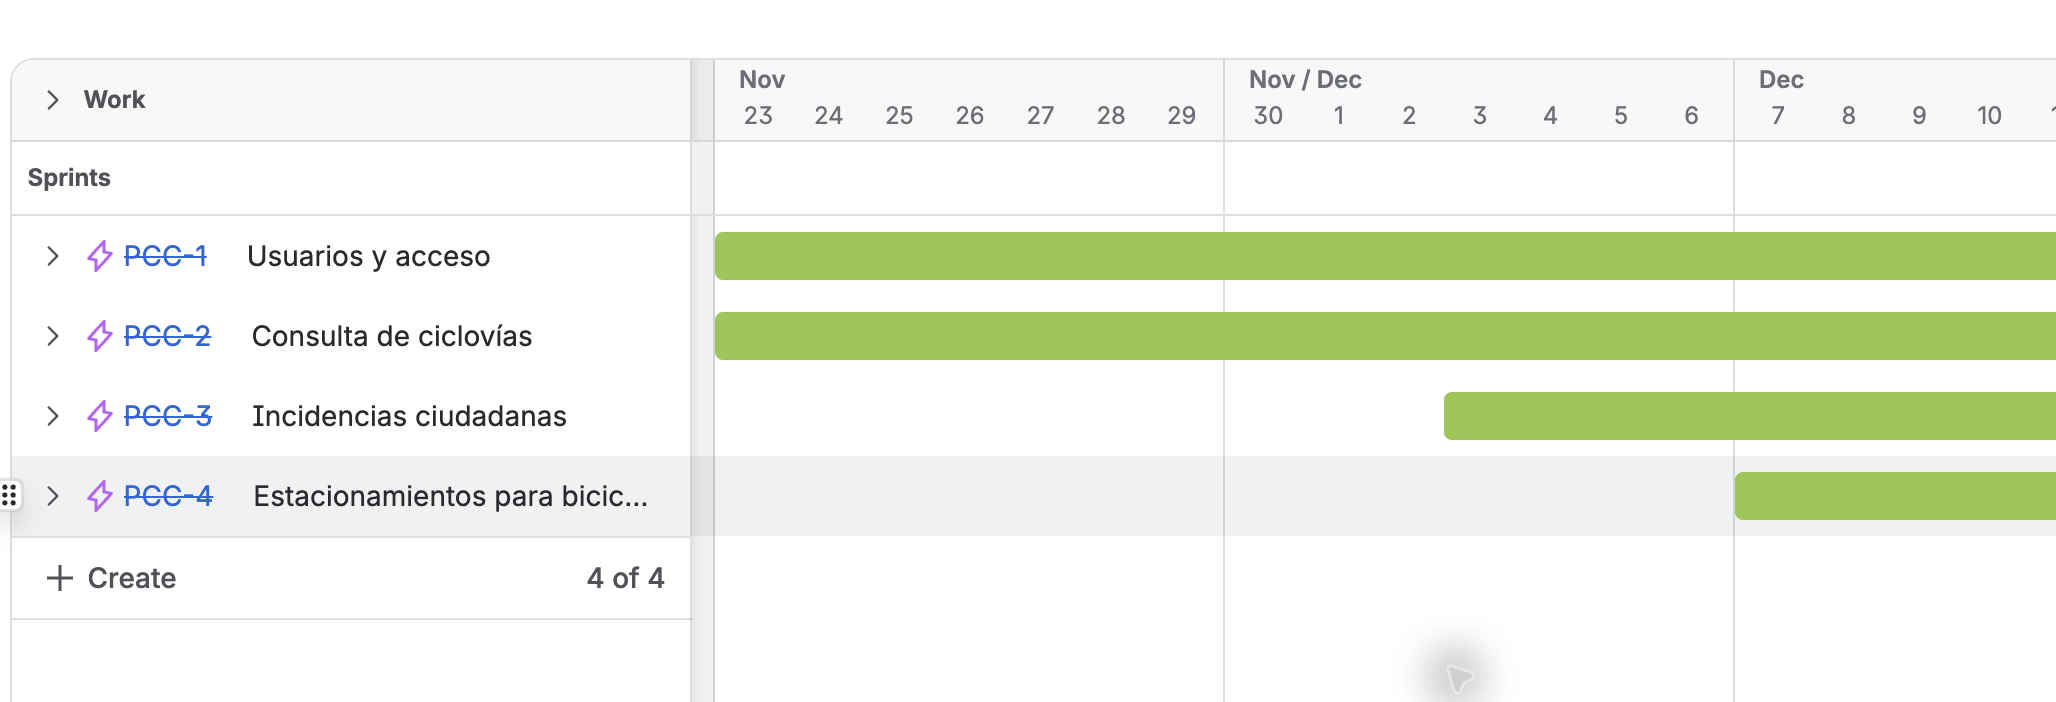 Work
Nov
23 24 25 26 27 28 29
Nov / Dec
30 1 2 3 4 5 6
Dec
7 8 9 10
Sprints
PCC-1 Usuarios y acceso
PCC-2 Consulta de ciclovías
PCC-3 Incidencias ciudadanas
PCC-4 Estacionamientos para bicic...
Create 4 of 4